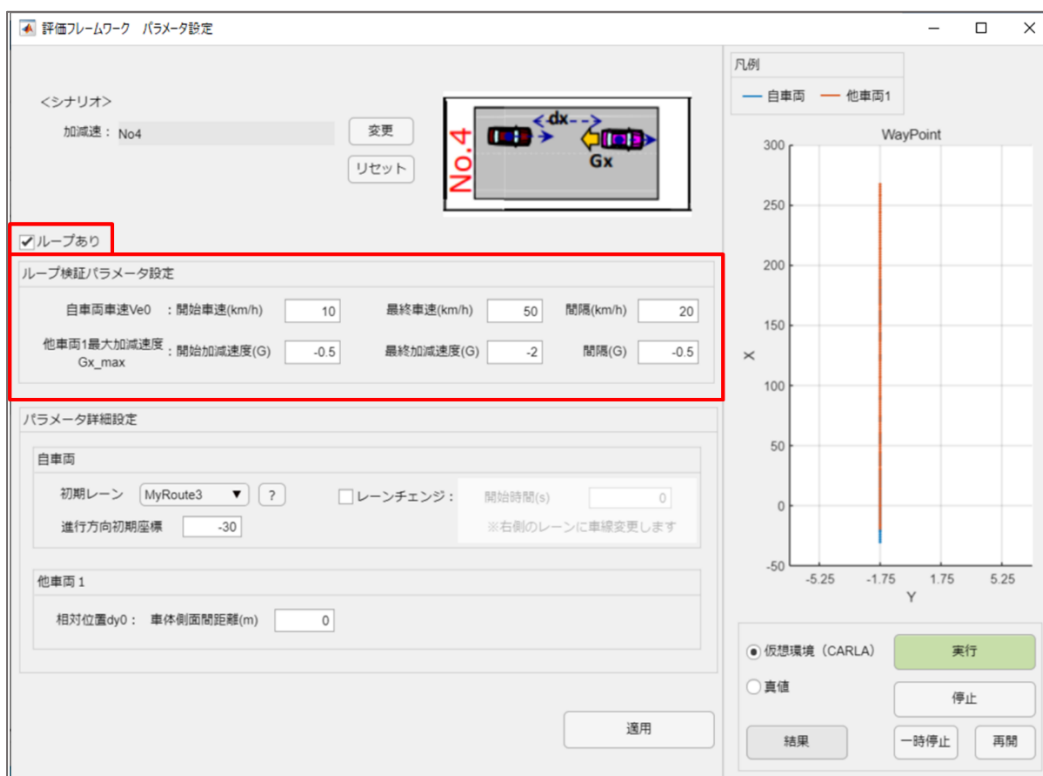 評価フレームワーク パラメータ設定
<シナリオ>
加減速： No4
変更
リセット
No.4
dx
Gx
ループあり
ループ検証パラメータ設定
自車両車速Ve0 ：開始車速(km/h) 10 最終車速(km/h) 50 間隔(km/h) 20
他車両1最大加減速度
Gx_max
：開始加減速度(G) -0.5 最終加減速度(G) -2 間隔(G) -0.5
パラメータ詳細設定
自車両
初期レーン MyRoute3 ? レーンチェンジ： 開始時間(s) 0
進行方向初期座標 -30 ※右側のレーンに車線変更します
他車両 1
相対位置dy0： 車体側面間距離(m) 0
適用
凡例
自車両 他車両1
WayPoint
300
250
200
150
100
50
0
-50
X
-5.25 -1.75 1.75 5.25
Y
仮想環境（CARLA） 実行
真値
停止
結果 一時停止 再開